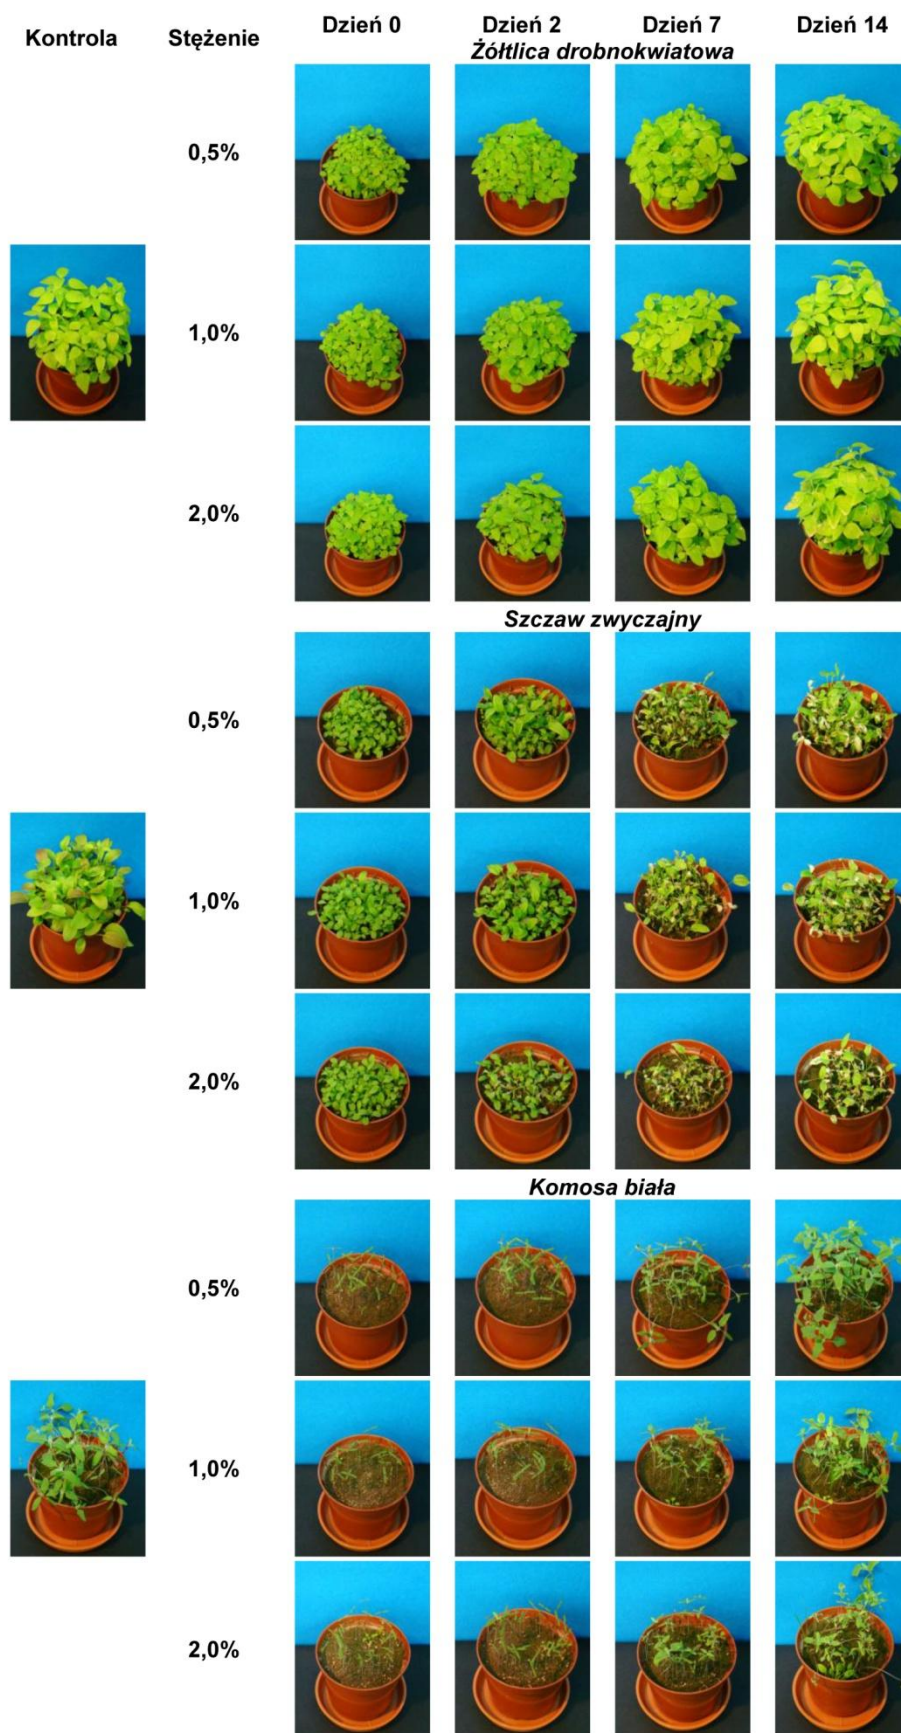 Kontrola Stężenie Dzień 0 Dzień 2 Dzień 7 Dzień 14
Żółtlica drobnokwiatowa
0,5%
1,0%
2,0%
Szczaw zwyczajny
0,5%
1,0%
2,0%
Komosa biała
0,5%
1,0%
2,0%